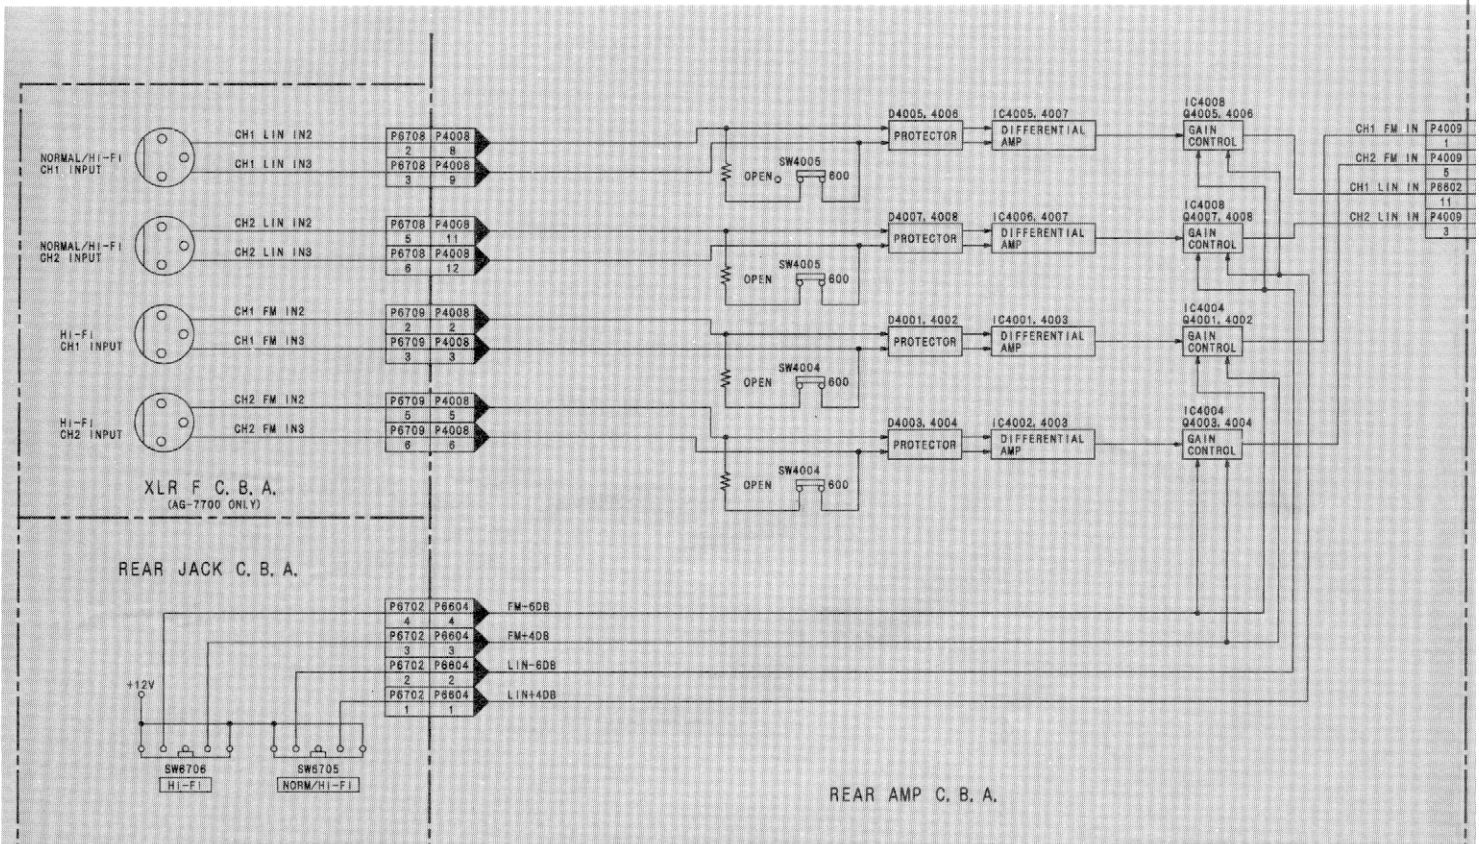 NORMAL/HI-FI
CH1 INPUT
CH1 LIN IN2
CH1 LIN IN3
P6708 P4008
2 8
P6708 P4008
3 9
OPEN
SW4005
600
D4005, 4006
PROTECTOR
IC4005, 4007
DIFFERENTIAL
AMP
IC4008
Q4005, 4006
GAIN
CONTROL
CH1 FM IN P4009
1
CH2 FM IN P4009
5
CH1 LIN IN P6602
11
CH2 LIN IN P4009
3
NORMAL/HI-FI
CH2 INPUT
CH2 LIN IN2
CH2 LIN IN3
P6708 P4008
5 11
P6708 P4008
6 12
OPEN
SW4005
600
D4007, 4008
PROTECTOR
IC4006, 4007
DIFFERENTIAL
AMP
IC4008
Q4007, 4008
GAIN
CONTROL
HI-FI
CH1 INPUT
CH1 FM IN2
CH1 FM IN3
P6709 P4008
2 2
P6709 P4008
3 3
OPEN
SW4004
600
D4001, 4002
PROTECTOR
IC4001, 4003
DIFFERENTIAL
AMP
IC4004
Q4001, 4002
GAIN
CONTROL
HI-FI
CH2 INPUT
CH2 FM IN2
CH2 FM IN3
P6709 P4008
5 5
P6709 P4008
6 6
OPEN
SW4004
600
D4003, 4004
PROTECTOR
IC4002, 4003
DIFFERENTIAL
AMP
IC4004
Q4003, 4004
GAIN
CONTROL
XLR F C.B.A.
(AG-7700 ONLY)
REAR JACK C.B.A.
P6702 P6604
4 4
FM-6DB
P6702 P6604
3 3
FM+4DB
P6702 P6604
2 2
LIN-6DB
P6702 P6604
1 1
LIN+4DB
+12V
SW6706
HI-FI
SW6705
NORM/HI-FI
REAR AMP C.B.A.